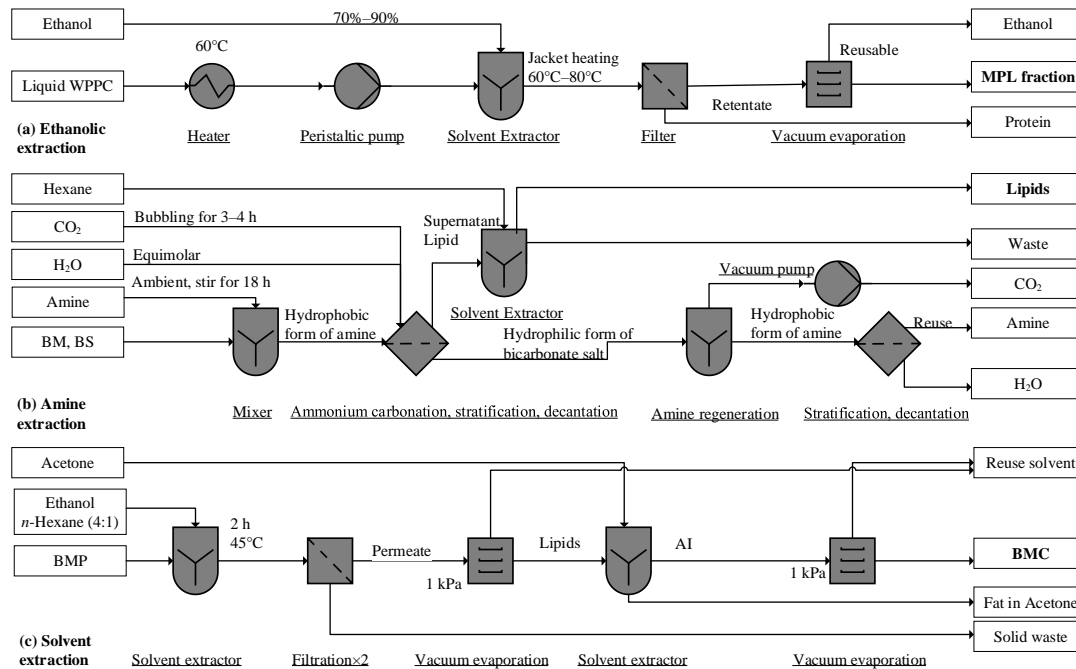 Ethanol
70%–90%
Ethanol
60°C
Jacket heating
60°C–80°C
Reusable
Liquid WPPC
MPL fraction
Retentate
(a) Ethanolic
extraction
Heater
Peristaltic pump
Solvent Extractor
Filter
Vacuum evaporation
Protein
Hexane
Lipids
CO₂
Bubbling for 3–4 h
Supernatant
Lipid
Waste
H₂O
Equimolar
Vacuum pump
CO₂
Amine
Ambient, stir for 18 h
Solvent Extractor
Hydrophobic
form of amine
Hydrophilic form of
bicarbonate salt
Hydrophobic
form of amine
Reuse
Amine
BM, BS
H₂O
(b) Amine
extraction
Mixer
Ammonium carbonation, stratification, decantation
Amine regeneration
Stratification, decantation
Acetone
Reuse solvent
Ethanol
n-Hexane (4:1)
2 h
45°C
Permeate
Lipids
AI
BMP
1 kPa
1 kPa
BMC
Fat in Acetone
Solid waste
(c) Solvent
extraction
Solvent extractor
Filtration×2
Vacuum evaporation
Solvent extractor
Vacuum evaporation